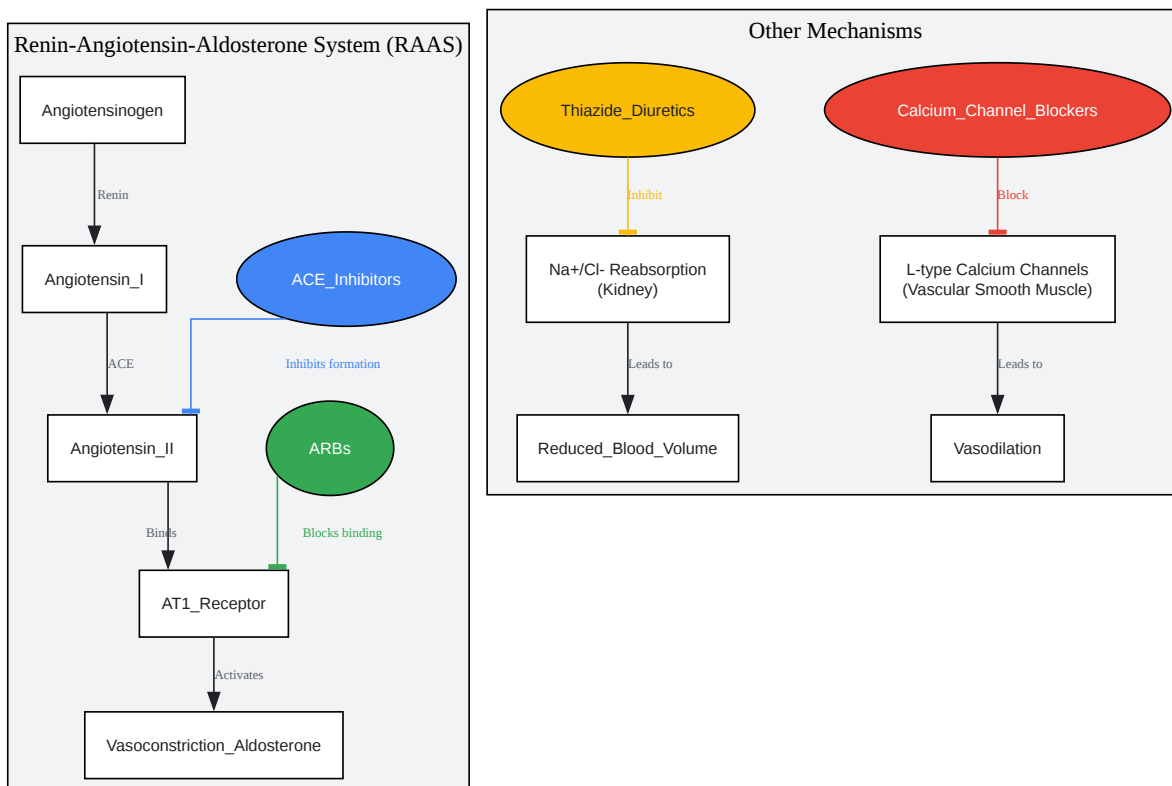 Renin-Angiotensin-Aldosterone System (RAAS)
Angiotensinogen
Renin
Angiotensin_I
ACE_Inhibitors
ACE
Inhibits formation
Angiotensin_II
ARBs
Binds
Blocks binding
AT1_Receptor
Activates
Vasoconstriction_Aldosterone
Other Mechanisms
Thiazide_Diuretics
Calcium_Channel_Blockers
Inhibit
Block
Na+/Cl- Reabsorption
(Kidney)
L-type Calcium Channels
(Vascular Smooth Muscle)
Leads to
Leads to
Reduced_Blood_Volume
Vasodilation